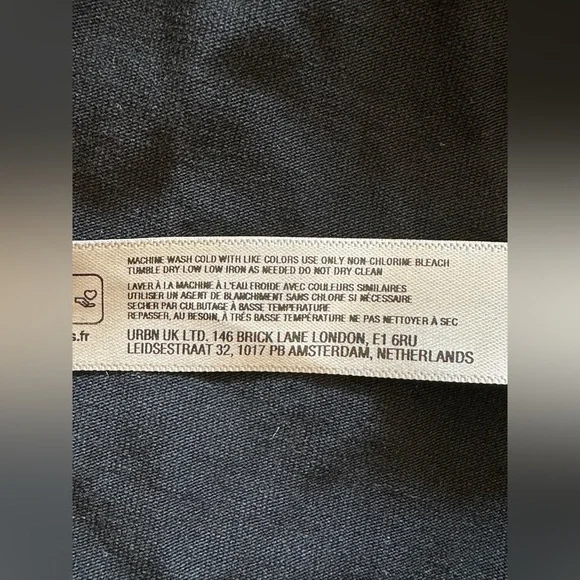 MACHINE WASH COLD WITH LIKE COLORS USE ONLY NON-CHLORINE BLEACH
TUMBLE DRY LOW LOW IRON AS NEEDED DO NOT DRY CLEAN
LAVER À LA MACHINE À L'EAU FROIDE AVEC COULEURS SIMILAIRES
UTILISER UN AGENT DE BLANCHIMENT SANS CHLORE SI NÉCESSAIRE
SECHER PAR CULBUTAGE À BASSE TEMPÉRATURE
REPASSER, AU BESOIN, À TRÉS BASSE TEMPÉRATURE NE PAS NETTOYER À SEC
URBN UK LTD. 146 BRICK LANE LONDON, E1 6RU
LEIDSESTRAAT 32, 1017 PB AMSTERDAM, NETHERLANDS
s.fr